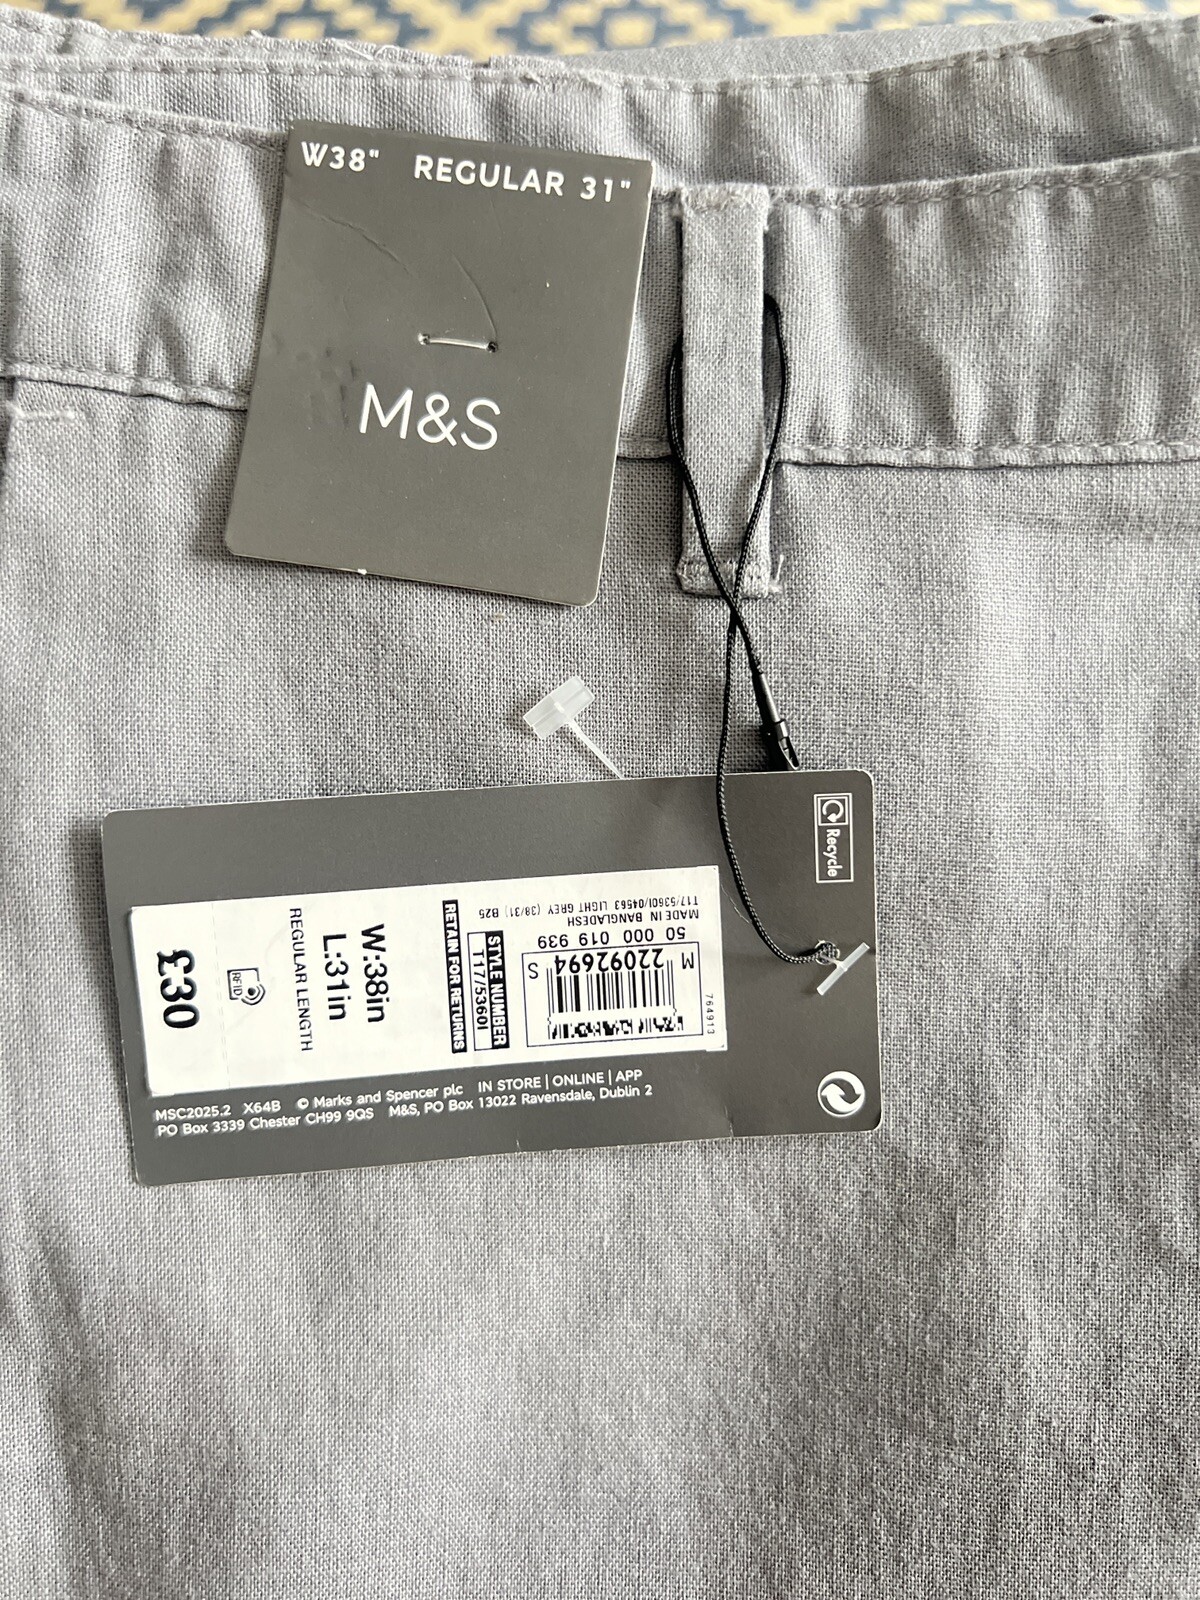 W38" REGULAR 31"
M&S
Recycle
£30
RFID
W:38in
L:31in
REGULAR LENGTH
RETAIN FOR RETURNS
STYLE NUMBER
T17/5360I
T17/5360I/04563 LIGHT GREY (38/31) B25
MADE IN BANGLADESH
50 000 019 939
M 22092694 S
764913
MSC2025.2 X64B © Marks and Spencer plc IN STORE | ONLINE | APP
PO Box 3339 Chester CH99 9QS M&S, PO Box 13022 Ravensdale, Dublin 2